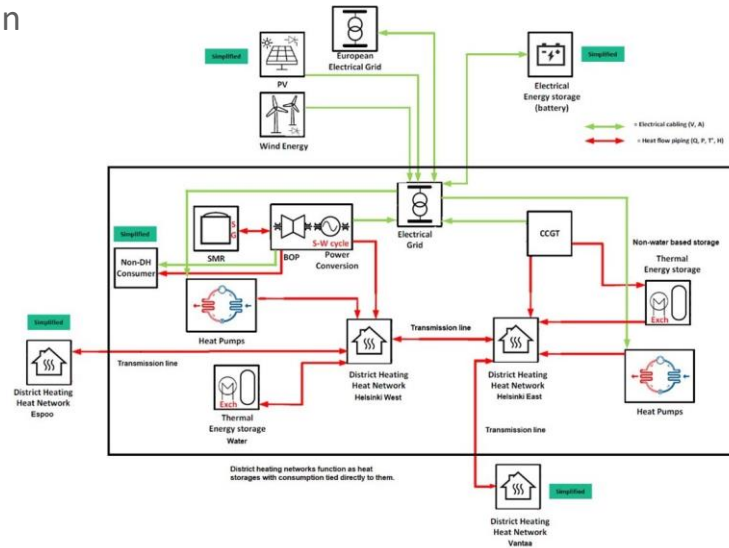 n
Simplified
PV
European
Electrical Grid
Simplified
Electrical
Energy storage
(battery)
Wind Energy
= Electrical cabling (V, A)
= Heat flow piping (Q, P, T°, H)
Simplified
Non-DH
Consumer
S
G
SMR
BOP
S-W cycle
Power
Conversion
Electrical
Grid
CCGT
Non-water based storage
Thermal
Energy storage
Exch
Heat Pumps
Simplified
District Heating
Heat Network
Espoo
Transmission line
Transmission line
District Heating
Heat Network
Helsinki West
District Heating
Heat Network
Helsinki East
Heat Pumps
Exch
Thermal
Energy storage
Water
Transmission line
District heating networks function as heat
storages with consumption tied directly to them.
Simplified
District Heating
Heat Network
Vantaa